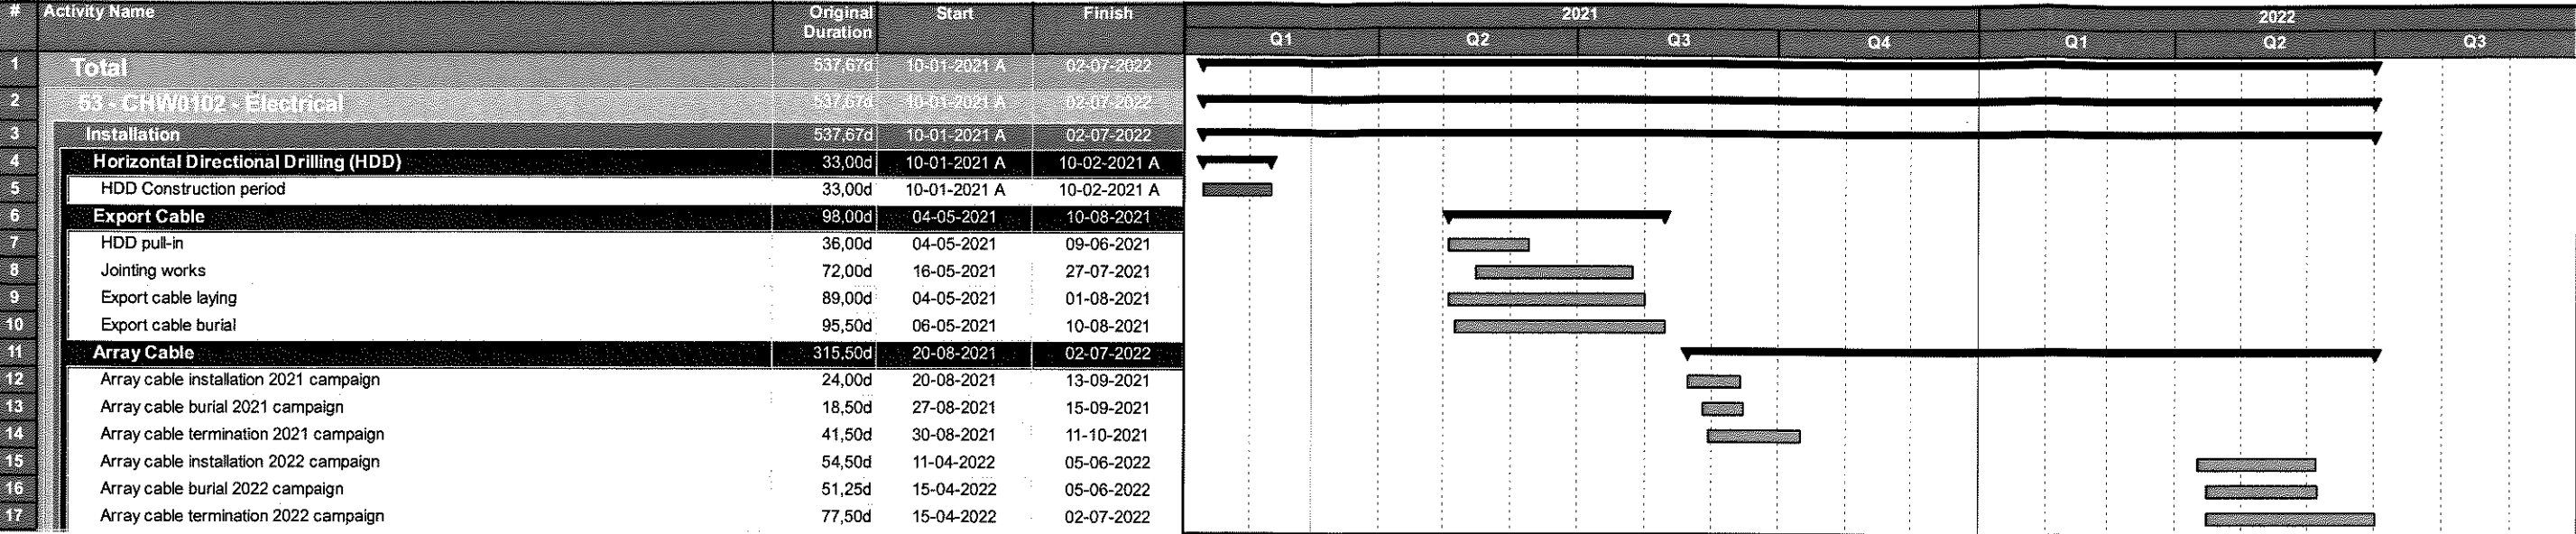 # Activity Name Original Duration Start Finish 2021 2022
Q1 Q2 Q3 Q4 Q1 Q2 Q3
1 Total 537,67d 10-01-2021 A 02-07-2022
2 53 - CHW0102 - Electrical 537,67d 10-01-2021 A 02-07-2022
3 Installation 537,67d 10-01-2021 A 02-07-2022
4 Horizontal Directional Drilling (HDD) 33,00d 10-01-2021 A 10-02-2021 A
5 HDD Construction period 33,00d 10-01-2021 A 10-02-2021 A
6 Export Cable 98,00d 04-05-2021 10-08-2021
7 HDD pull-in 36,00d 04-05-2021 09-06-2021
8 Jointing works 72,00d 16-05-2021 27-07-2021
9 Export cable laying 89,00d 04-05-2021 01-08-2021
10 Export cable burial 95,50d 06-05-2021 10-08-2021
11 Array Cable 315,50d 20-08-2021 02-07-2022
12 Array cable installation 2021 campaign 24,00d 20-08-2021 13-09-2021
13 Array cable burial 2021 campaign 18,50d 27-08-2021 15-09-2021
14 Array cable termination 2021 campaign 41,50d 30-08-2021 11-10-2021
15 Array cable installation 2022 campaign 54,50d 11-04-2022 05-06-2022
16 Array cable burial 2022 campaign 51,25d 15-04-2022 05-06-2022
17 Array cable termination 2022 campaign 77,50d 15-04-2022 02-07-2022